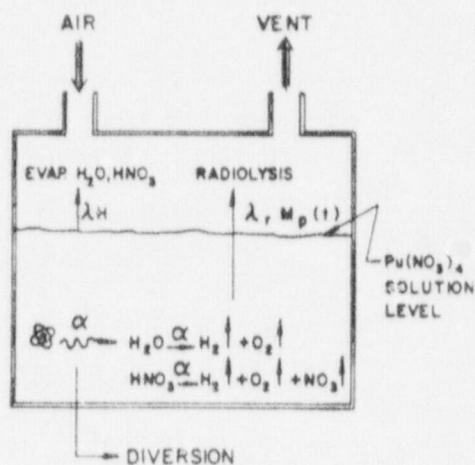 AIR VENT
EVAP. H₂O, HNO₃ RADIOLYSIS
λH λr Mp(t)
Pu(NO₃)₄
SOLUTION
LEVEL
α H₂O α H₂ + O₂
HNO₃ α H₂ + O₂ + NO₃
DIVERSION